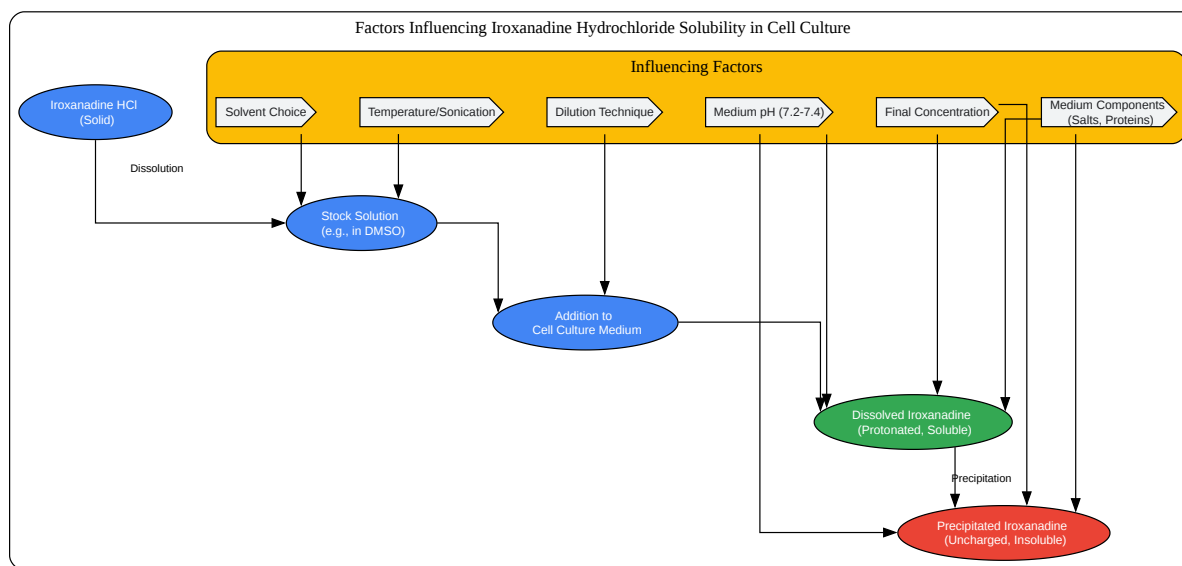 Factors Influencing Iroxanadine Hydrochloride Solubility in Cell Culture
Influencing Factors
Iroxanadine HCl
(Solid)
Solvent Choice
Temperature/Sonication
Dilution Technique
Medium pH (7.2-7.4)
Final Concentration
Medium Components
(Salts, Proteins)
Dissolution
Stock Solution
(e.g., in DMSO)
Addition to
Cell Culture Medium
Dissolved Iroxanadine
(Protonated, Soluble)
Precipitation
Precipitated Iroxanadine
(Uncharged, Insoluble)